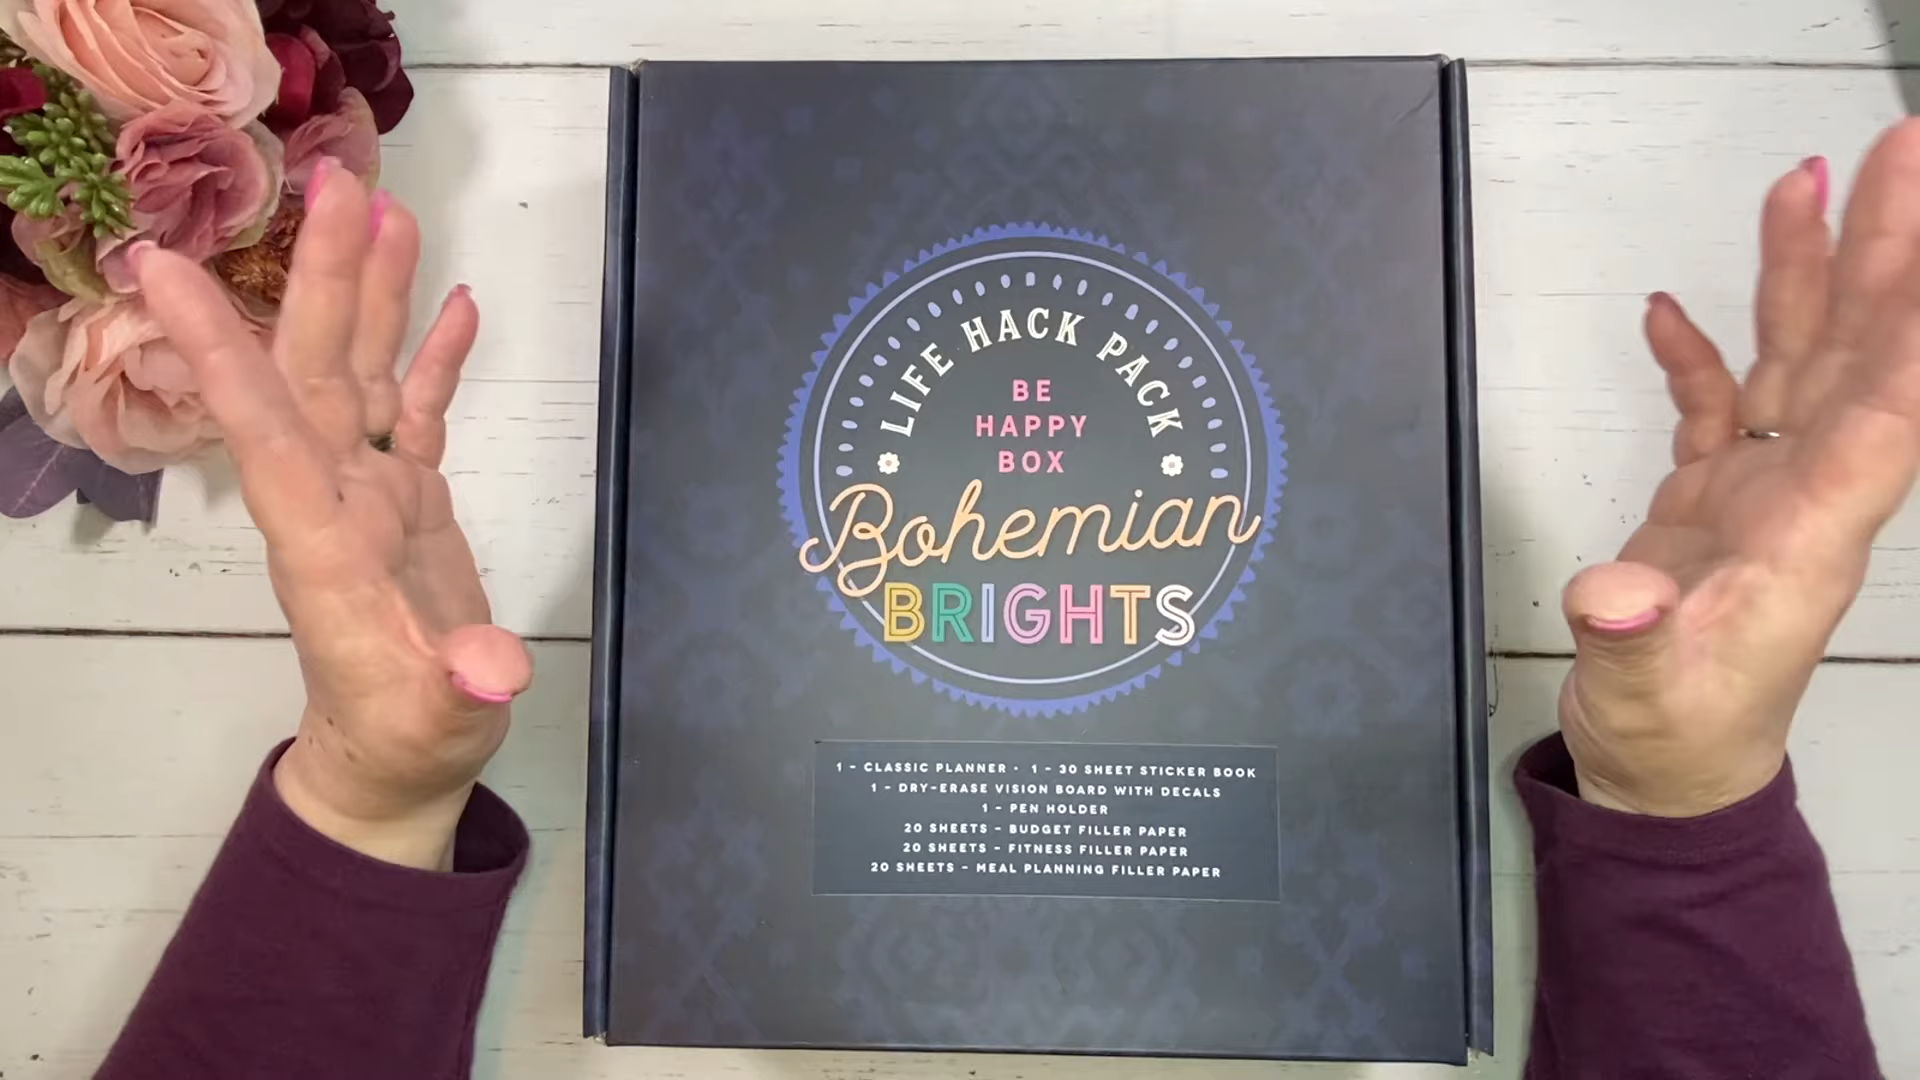 LIFE HACK PACK
BE
HAPPY
BOX
Bohemian
BRIGHTS
1 - CLASSIC PLANNER • 1 - 30 SHEET STICKER BOOK
1 - DRY-ERASE VISION BOARD WITH DECALS
1 - PEN HOLDER
20 SHEETS - BUDGET FILLER PAPER
20 SHEETS - FITNESS FILLER PAPER
20 SHEETS - MEAL PLANNING FILLER PAPER